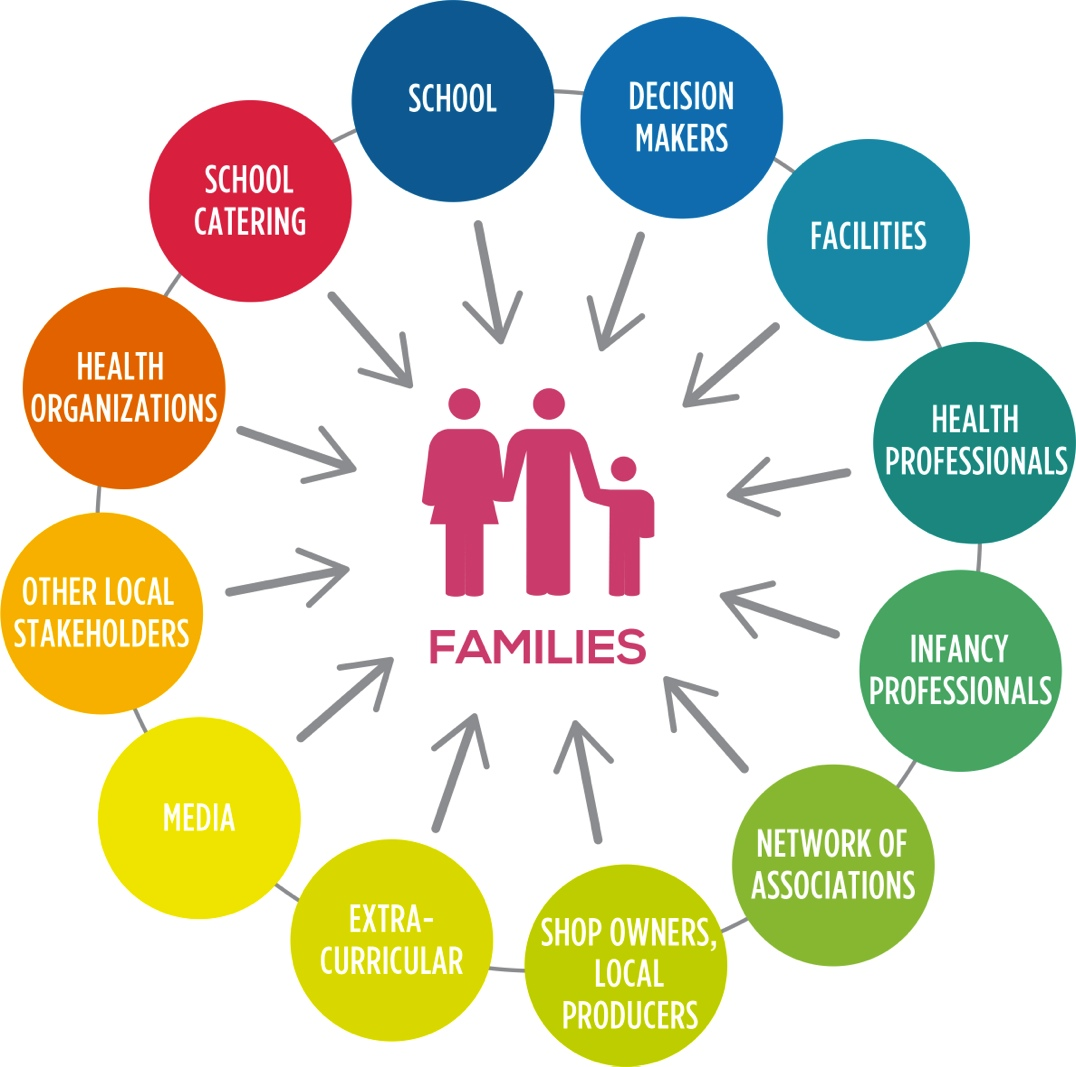 SCHOOL
DECISION
MAKERS
FACILITIES
HEALTH
PROFESSIONALS
INFANCY
PROFESSIONALS
NETWORK OF
ASSOCIATIONS
SHOP OWNERS,
LOCAL
PRODUCERS
EXTRA-
CURRICULAR
MEDIA
OTHER LOCAL
STAKEHOLDERS
HEALTH
ORGANIZATIONS
SCHOOL
CATERING
FAMILIES